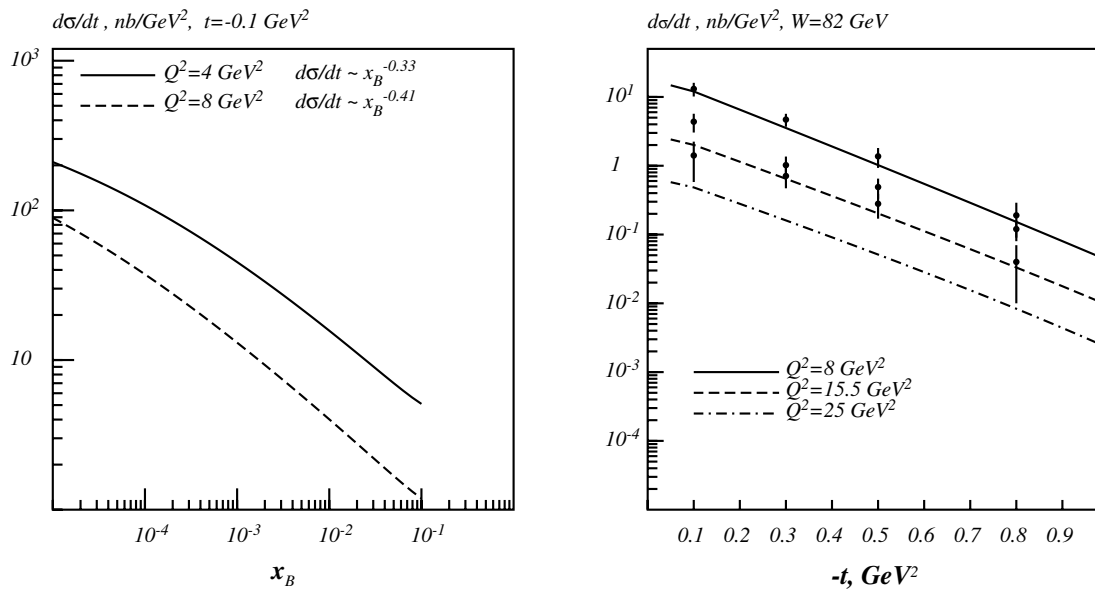 dσ/dt , nb/GeV², t=-0.1 GeV²
10³
Q²=4 GeV² dσ/dt ~ x_B^-0.33
Q²=8 GeV² dσ/dt ~ x_B^-0.41
10²
10
10⁻⁴ 10⁻³ 10⁻² 10⁻¹
x_B
dσ/dt , nb/GeV², W=82 GeV
10¹
1
10⁻¹
10⁻²
10⁻³
Q²=8 GeV²
Q²=15.5 GeV²
Q²=25 GeV²
10⁻⁴
0.1 0.2 0.3 0.4 0.5 0.6 0.7 0.8 0.9
-t, GeV²